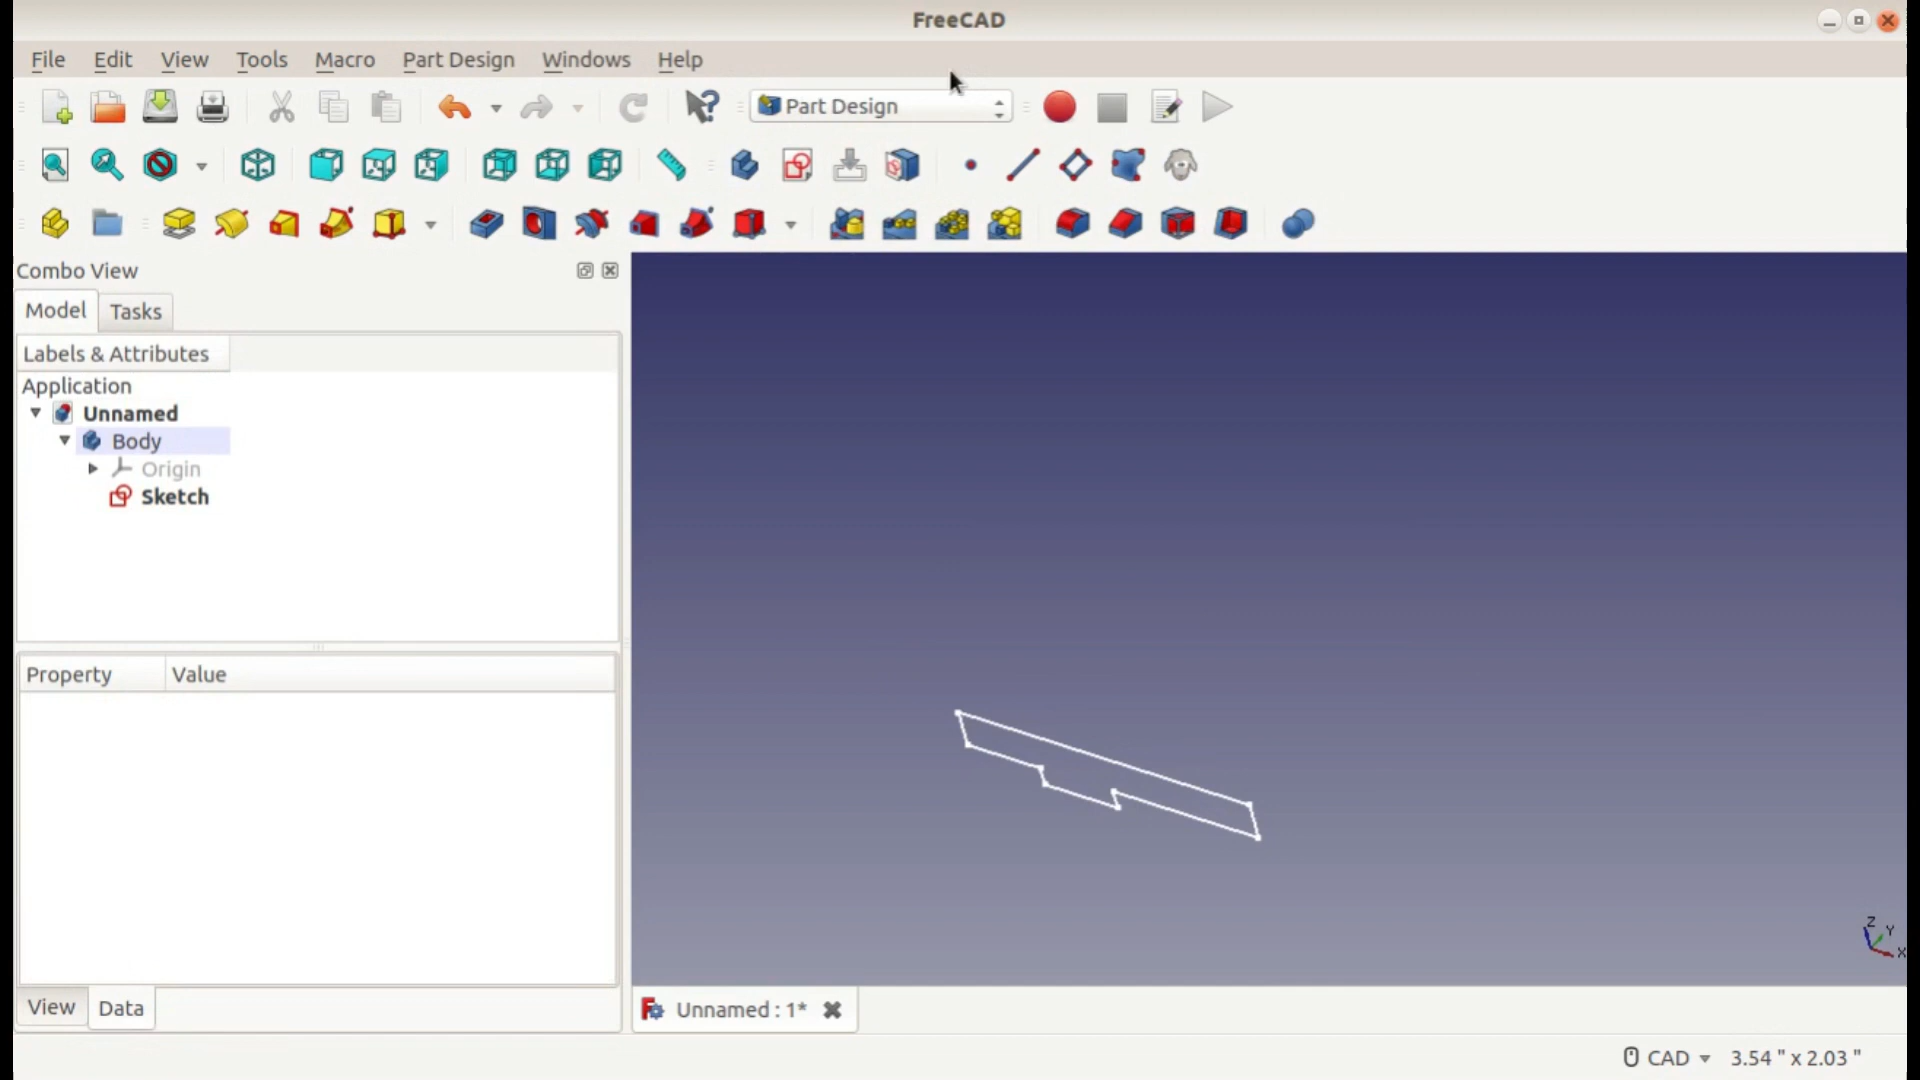 FreeCAD
File Edit View Tools Macro Part Design Windows Help
Part Design
Combo View
Model Tasks
Labels & Attributes
Application
Unnamed
Body
Origin
Sketch
Property Value
Z
Y
X
View Data
Unnamed : 1*
CAD 3.54 " x 2.03 "